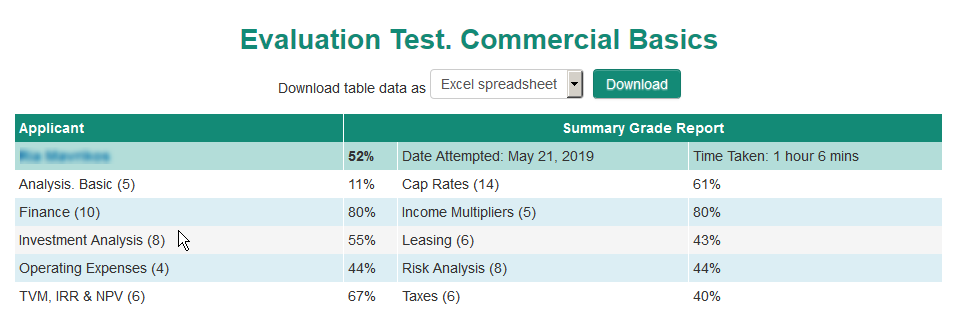 Evaluation Test. Commercial Basics
Download table data as Excel spreadsheet Download
Applicant Summary Grade Report
52% Date Attempted: May 21, 2019 Time Taken: 1 hour 6 mins
Analysis. Basic (5) 11% Cap Rates (14) 61%
Finance (10) 80% Income Multipliers (5) 80%
Investment Analysis (8) 55% Leasing (6) 43%
Operating Expenses (4) 44% Risk Analysis (8) 44%
TVM, IRR & NPV (6) 67% Taxes (6) 40%